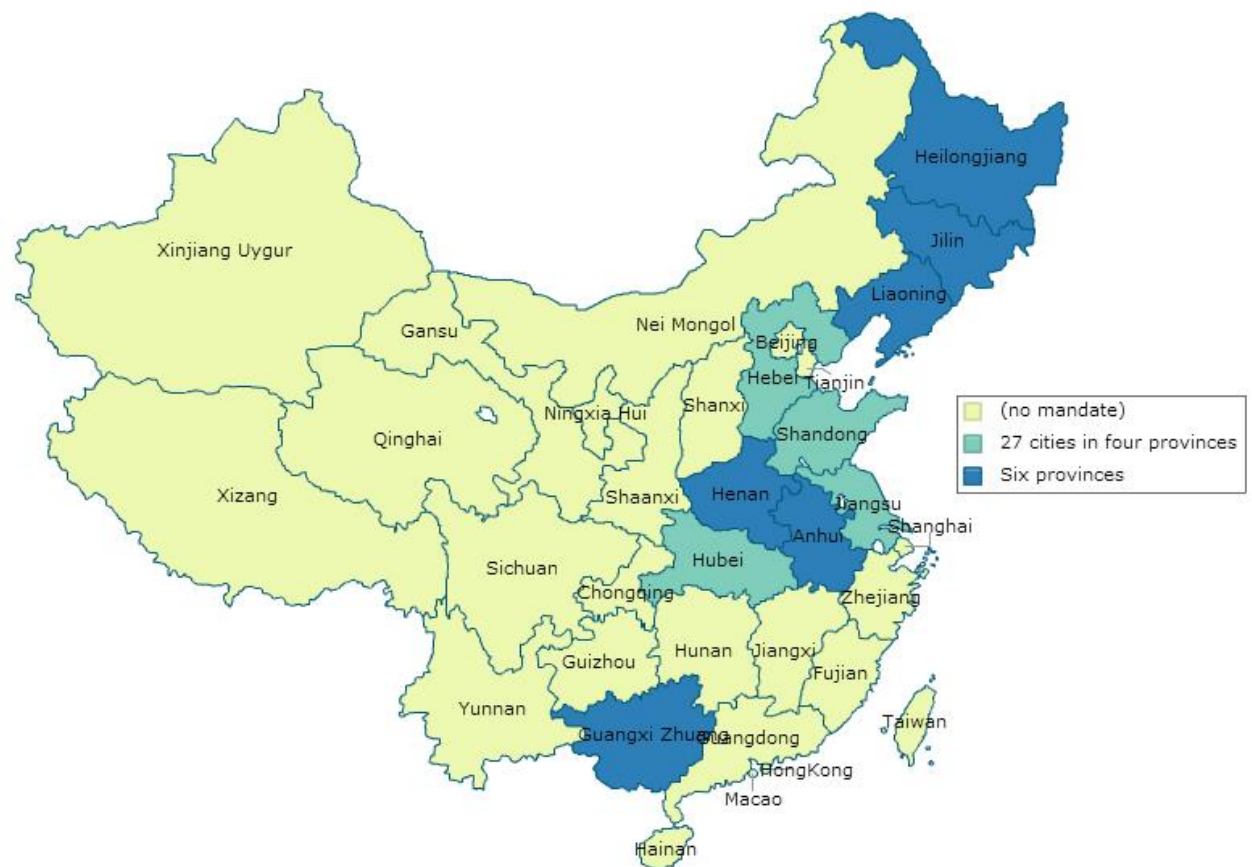 Heilongjiang
Jilin
Xinjiang Uygur
Liaoning
Nei Mongol
Gansu
Beijing
Hebei
Tianjin
Shanxi
Ningxia Hui
Qinghai
Shandong
(no mandate)
27 cities in four provinces
Six provinces
Xizang
Shaanxi
Henan
Jiangsu
Shanghai
Anhui
Hubei
Sichuan
Chongqing
Zhejiang
Guizhou
Hunan
Jiangxi
Fujian
Yunnan
Taiwan
Guangxi Zhuang
Guangdong
HongKong
Macao
Hainan